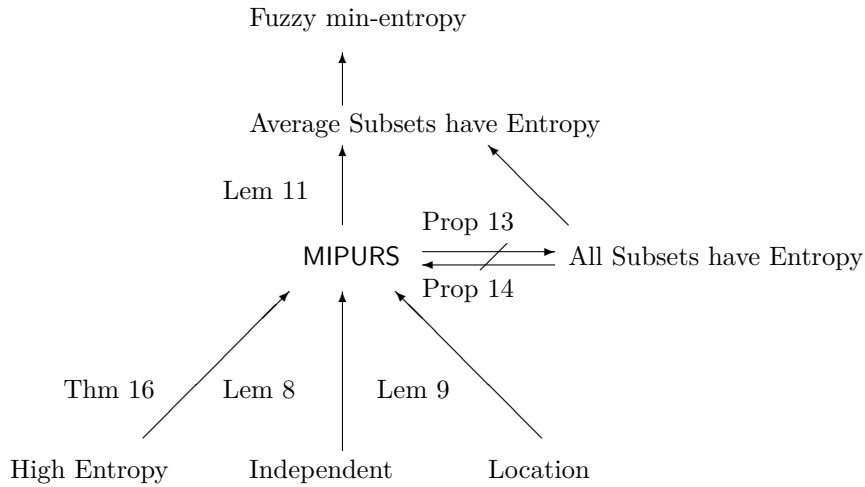 Fuzzy min-entropy
Average Subsets have Entropy
Lem 11
Prop 13
MIPURS
All Subsets have Entropy
Prop 14
Thm 16
Lem 8
Lem 9
High Entropy
Independent
Location